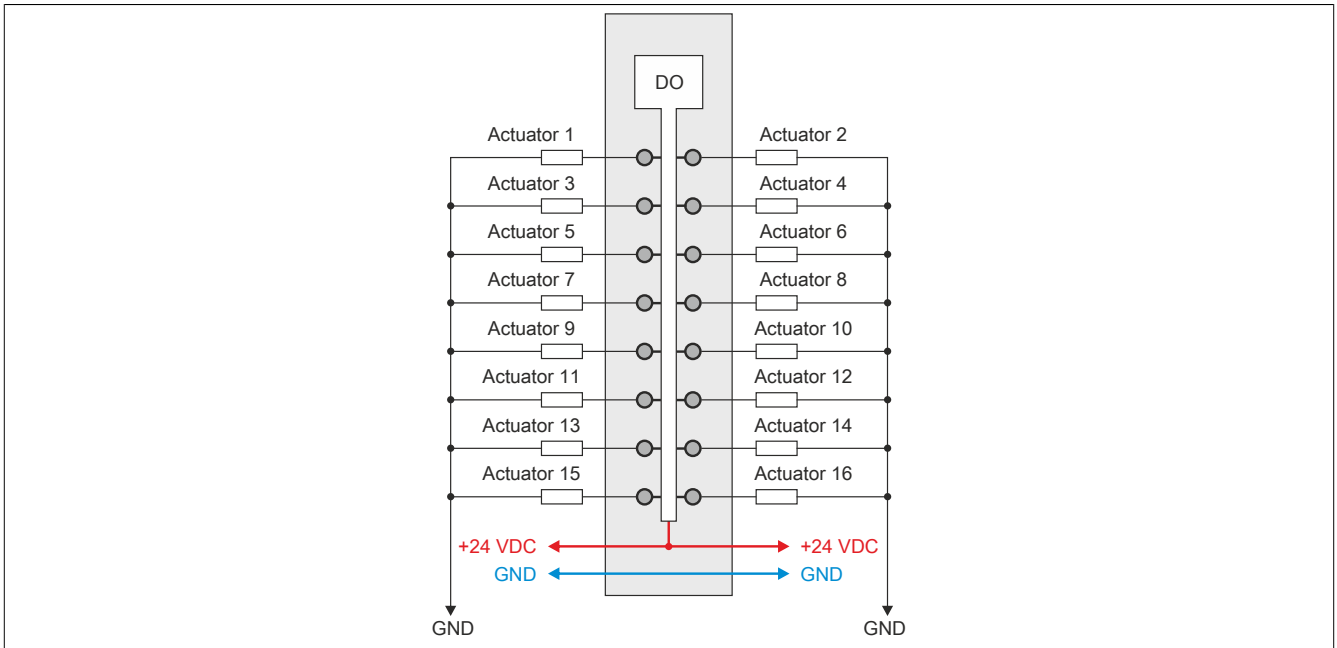 DO
Actuator 1 Actuator 2
Actuator 3 Actuator 4
Actuator 5 Actuator 6
Actuator 7 Actuator 8
Actuator 9 Actuator 10
Actuator 11 Actuator 12
Actuator 13 Actuator 14
Actuator 15 Actuator 16
+24 VDC +24 VDC
GND GND
GND GND